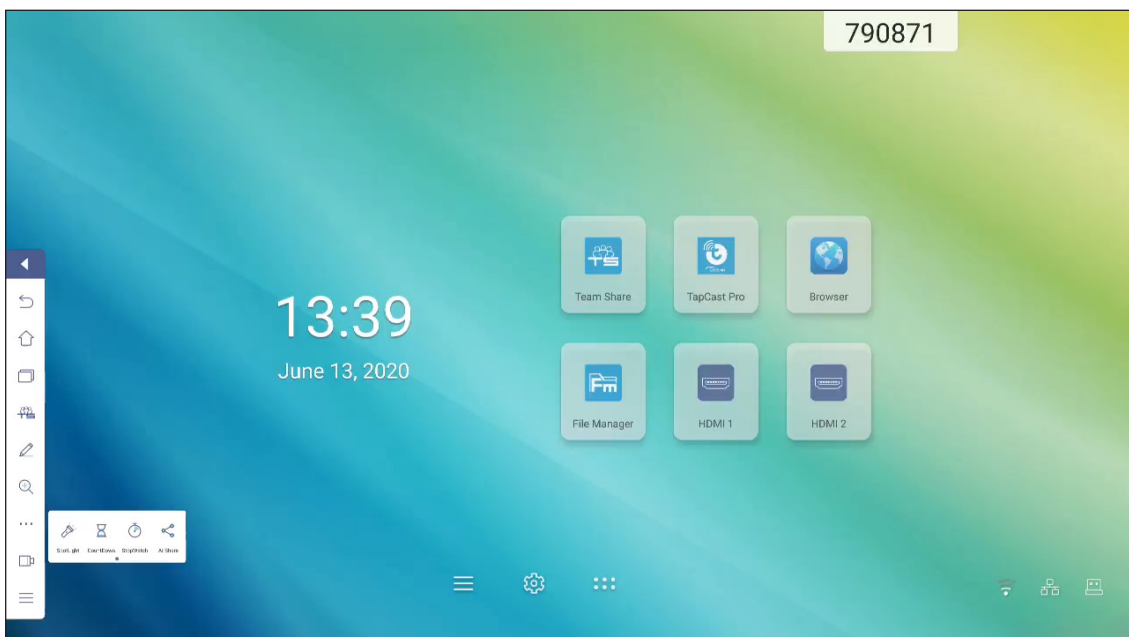 790871
Team Share
TapCast Pro
Browser
13:39
June 13, 2020
File Manager
HDMI 1
HDMI 2
SpotLight
CountDown
StopWatch